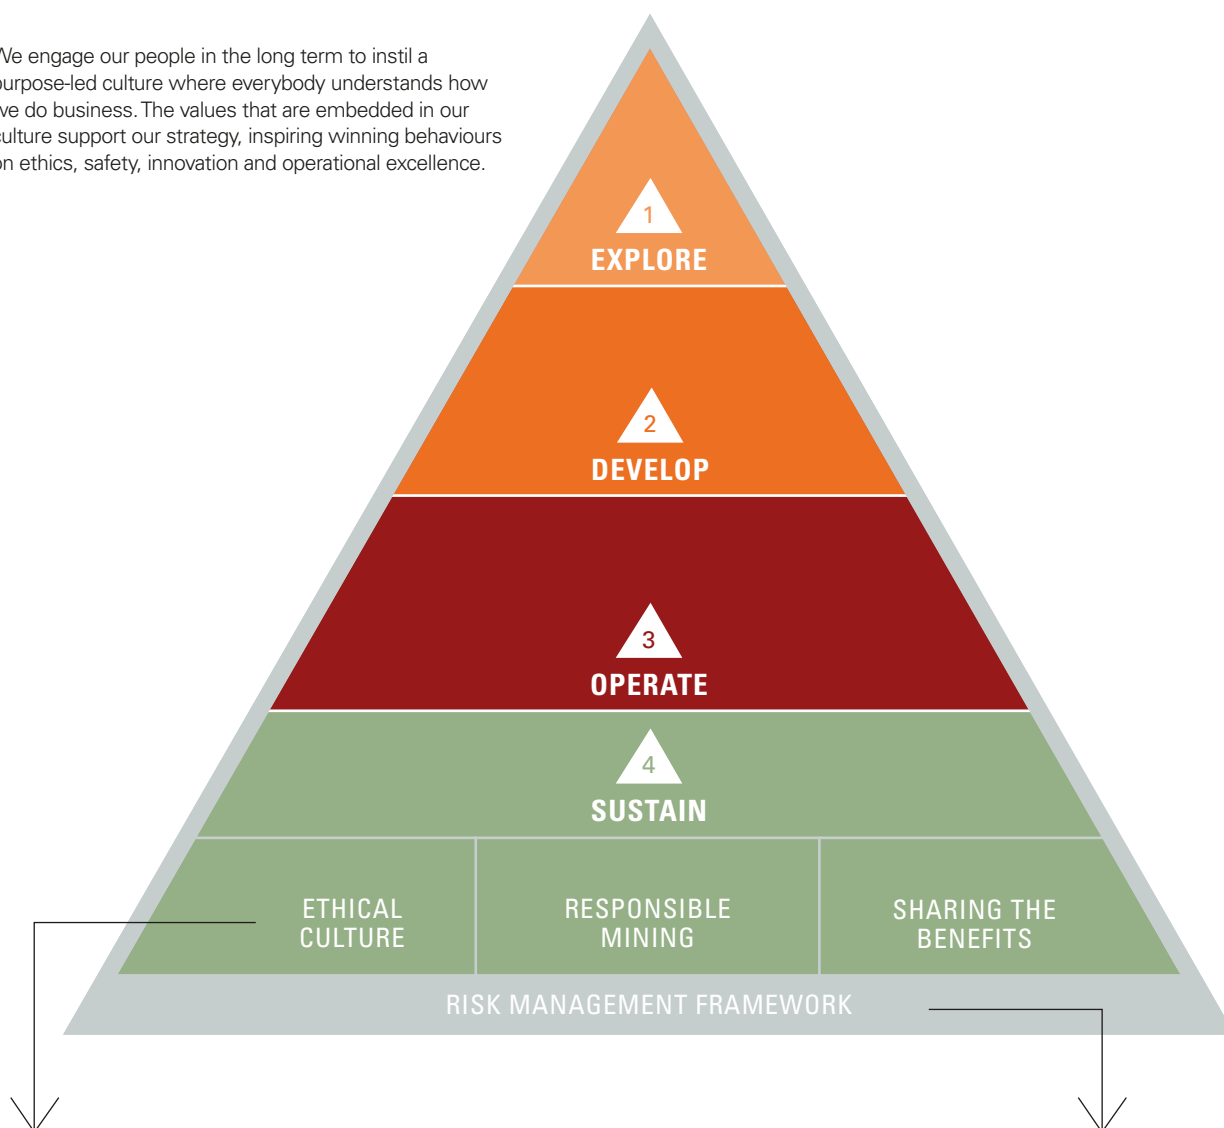 We engage our people in the long term to instil a
purpose-led culture where everybody understands how
we do business. The values that are embedded in our
culture support our strategy, inspiring winning behaviours
on ethics, safety, innovation and operational excellence.
1
EXPLORE
2
DEVELOP
3
OPERATE
4
SUSTAIN
ETHICAL
CULTURE
RESPONSIBLE
MINING
SHARING THE
BENEFITS
RISK MANAGEMENT FRAMEWORK